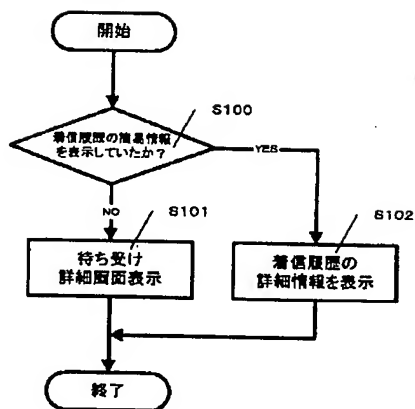 開始
S100
着信履歴の簡易情報
を表示していたか？
YES
NO
S101
S102
待ち受け
詳細画面表示
着信履歴の
詳細情報を表示
終了